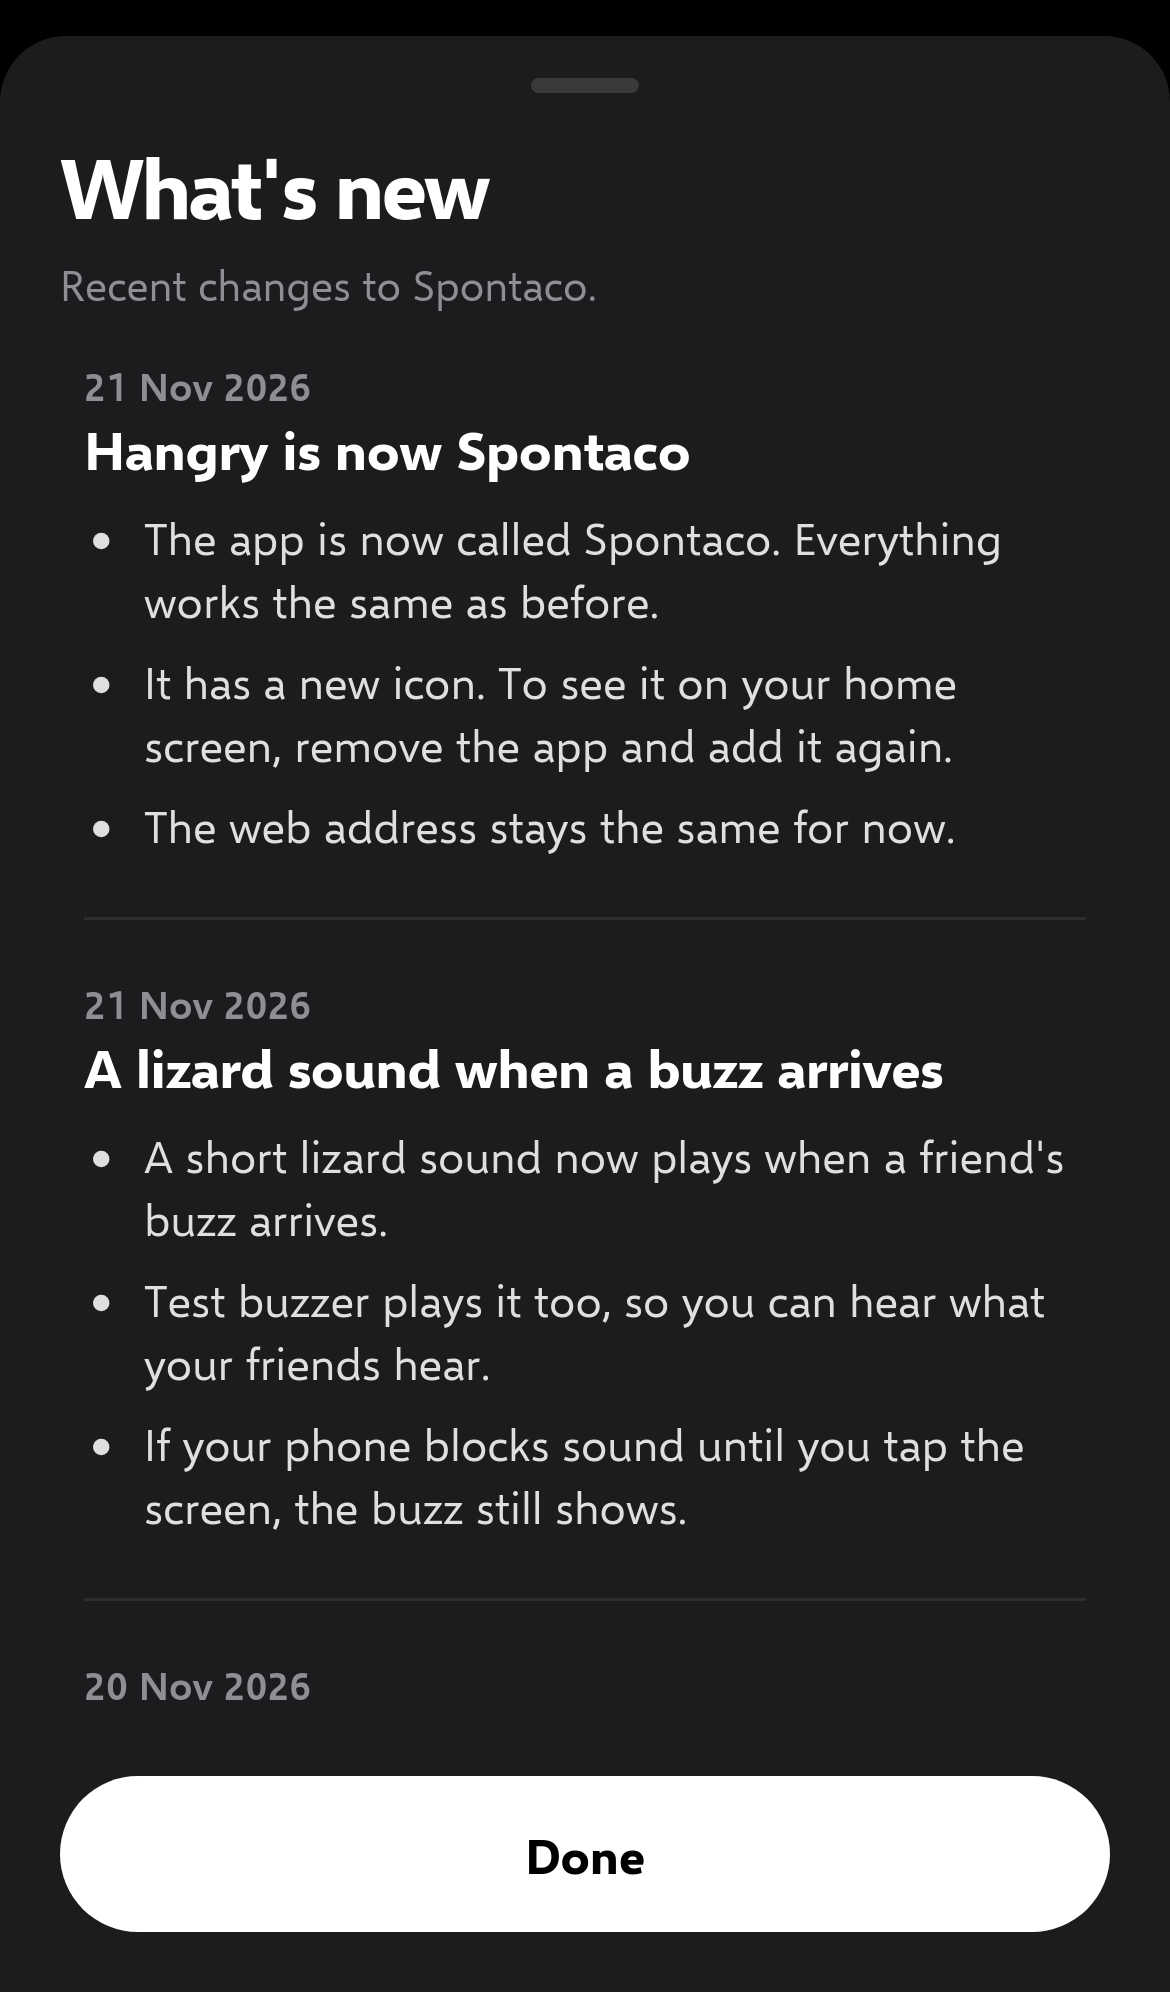 What's new
Recent changes to Spontaco.
21 Nov 2026
Hangry is now Spontaco
• The app is now called Spontaco. Everything
works the same as before.
• It has a new icon. To see it on your home
screen, remove the app and add it again.
• The web address stays the same for now.
21 Nov 2026
A lizard sound when a buzz arrives
• A short lizard sound now plays when a friend's
buzz arrives.
• Test buzzer plays it too, so you can hear what
your friends hear.
• If your phone blocks sound until you tap the
screen, the buzz still shows.
20 Nov 2026
Done